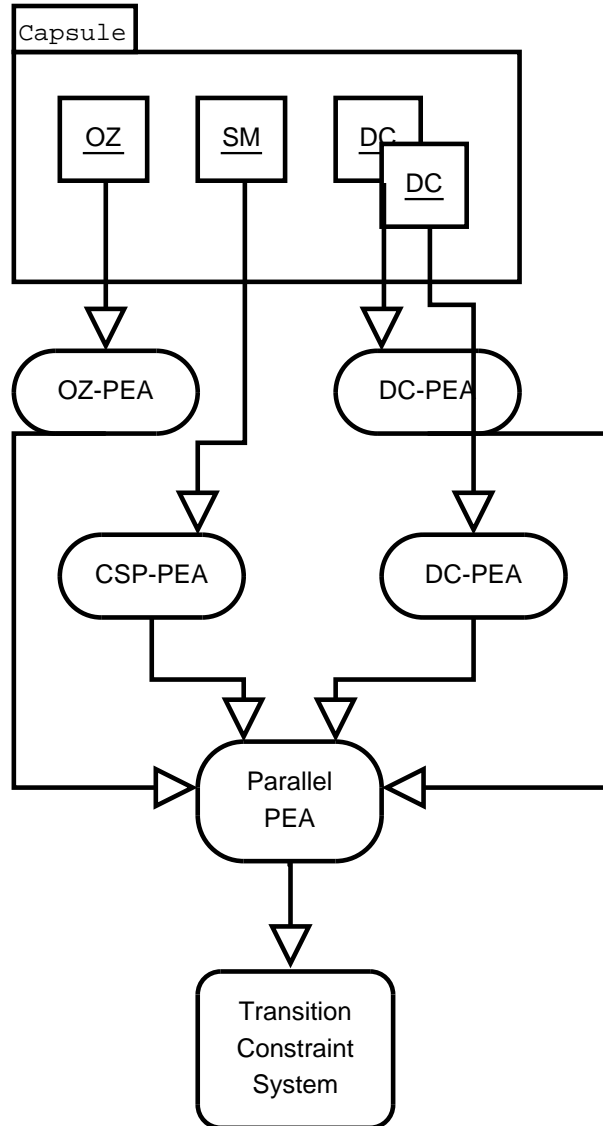 Capsule
OZ
SM
DC
DC
OZ-PEA
DC-PEA
CSP-PEA
DC-PEA
Parallel
PEA
Transition
Constraint
System